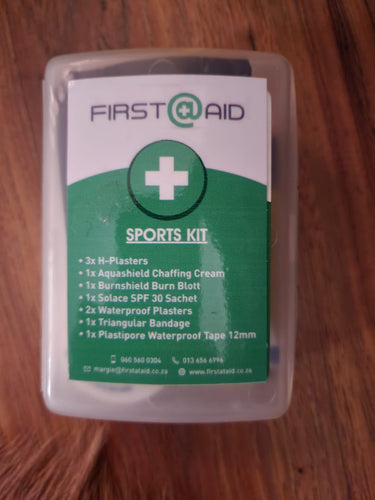 FIRST@AID
SPORTS KIT
• 3x H-Plasters
• 1x Aquashield Chaffing Cream
• 1x Burnshield Burn Blott
• 1x Solace SPF 30 Sachet
• 2x Waterproof Plasters
• 1x Triangular Bandage
• 1x Plastipore Waterproof Tape 12mm
060 560 0304 013 656 6996
margie@firstataid.co.za www.firstataid.co.za